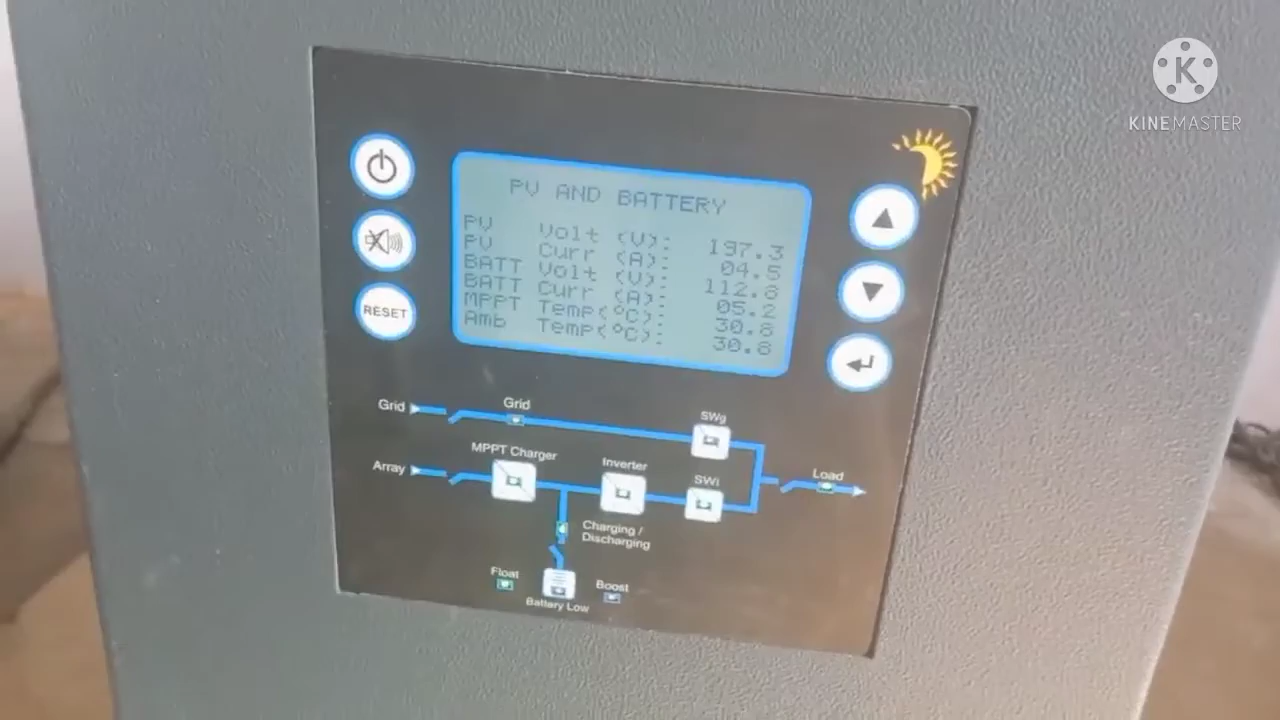 KINEMASTER
PV AND BATTERY
PV Volt (V): 197.3
PV Curr (A): 04.5
BATT Volt (V): 112.8
BATT Curr (A): 05.2
MPPT Temp(°C): 30.8
Amb Temp(°C): 30.8
RESET
Grid
Grid
SWg
MPPT Charger
Array
Inverter
SWi
Load
Charging /
Discharging
Float
Battery Low
Boost